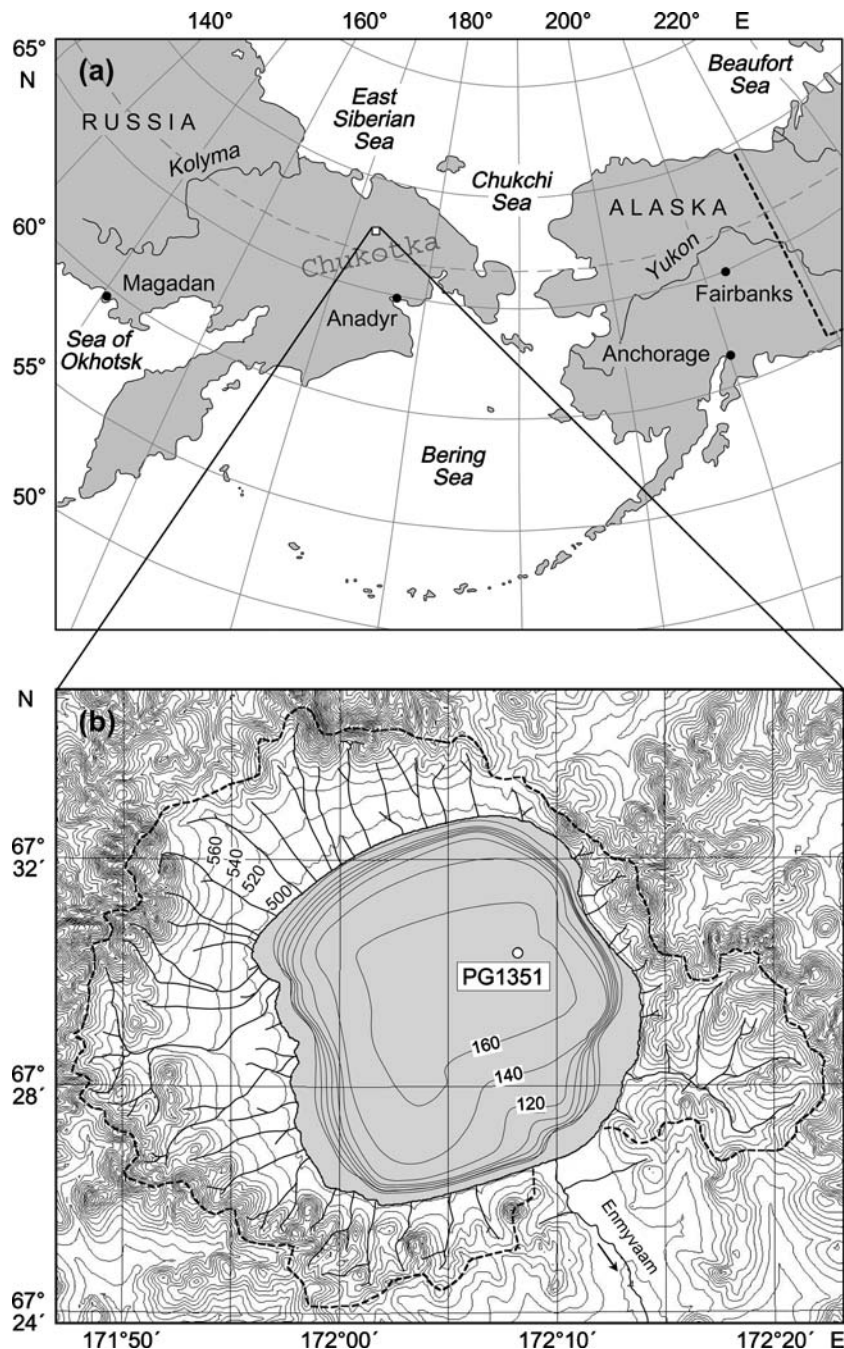 140° 160° 180° 200° 220° E
65°
N
(a)
Beaufort
Sea
East
Siberian
Sea
RUSSIA
Kolyma
Chukchi
Sea
ALASKA
60°
Chukotka
Yukon
Magadan
Fairbanks
Anadyr
Sea of
Okhotsk
Anchorage
55°
Bering
Sea
50°
N
(b)
67°
32´
560
540
520
500
PG1351
160
140
120
67°
28´
Enmyvaam
67°
24´
171°50´ 172°00´ 172°10´ 172°20´ E